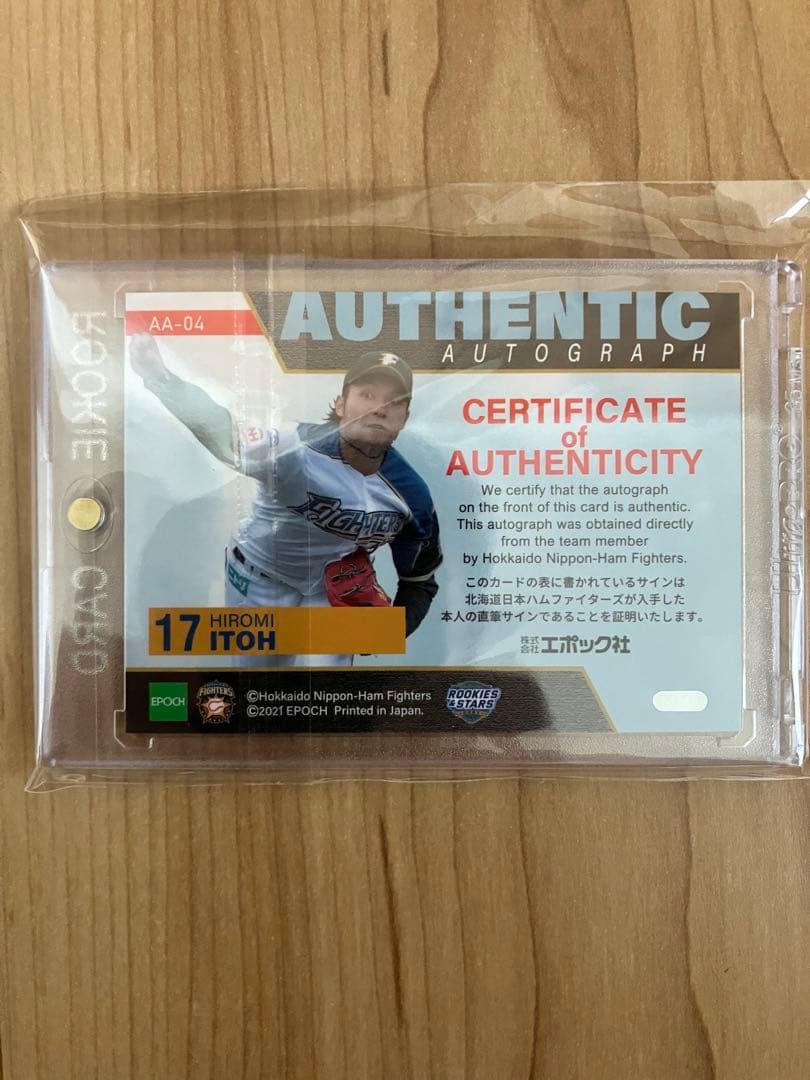 AA-04
AUTHENTIC
AUTOGRAPH
CERTIFICATE
of
AUTHENTICITY
We certify that the autograph
on the front of this card is authentic.
This autograph was obtained directly
from the team member
by Hokkaido Nippon-Ham Fighters.
このカードの表に書かれているサインは
北海道日本ハムファイターズが入手した
本人の直筆サインであることを証明いたします。
株式会社エポック社
FIGHTERS
ニトリ
17 HIROMI
ITOH
EPOCH
FIGHTERS
©Hokkaido Nippon-Ham Fighters
©2021 EPOCH Printed in Japan.
ROOKIES
& STARS
ROOKIE CARD